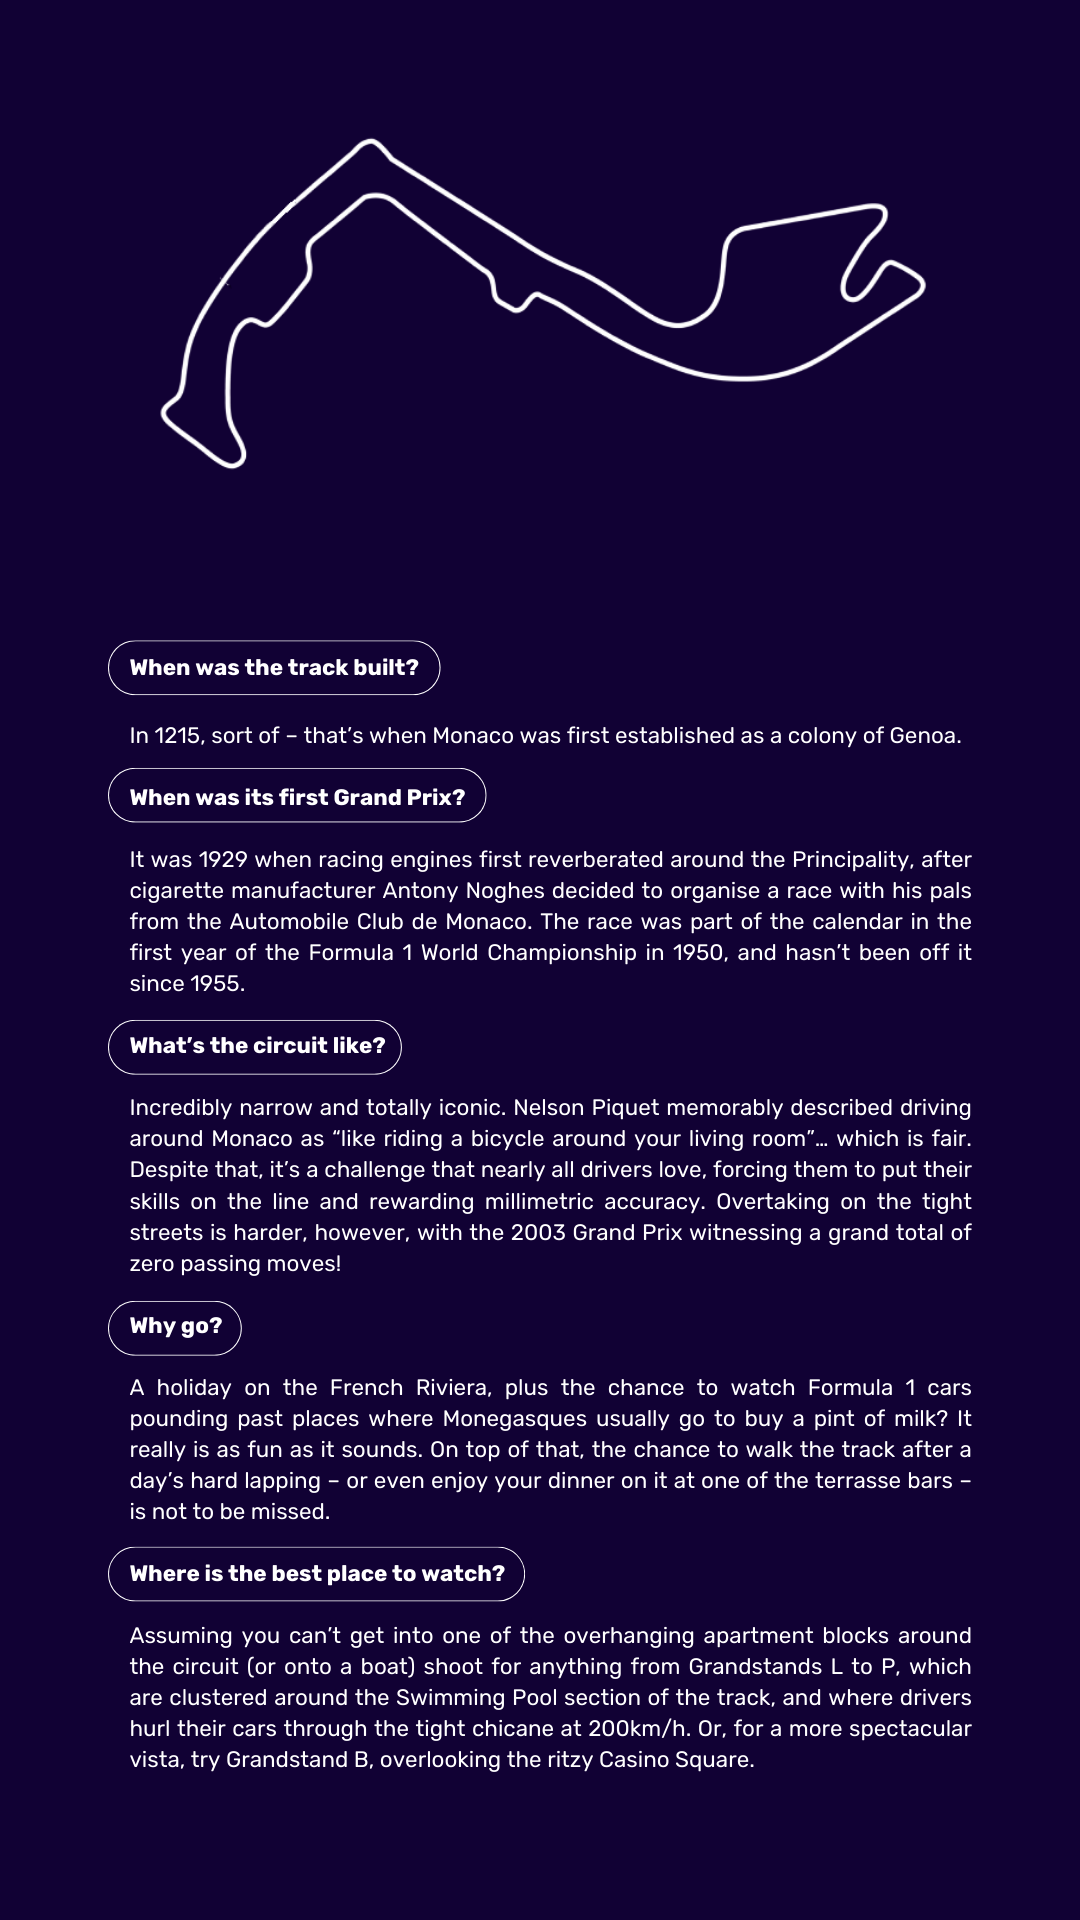 When was the track built?
In 1215, sort of – that’s when Monaco was first established as a colony of Genoa.
When was its first Grand Prix?
It was 1929 when racing engines first reverberated around the Principality, after
cigarette manufacturer Antony Noghes decided to organise a race with his pals
from the Automobile Club de Monaco. The race was part of the calendar in the
first year of the Formula 1 World Championship in 1950, and hasn’t been off it
since 1955.
What’s the circuit like?
Incredibly narrow and totally iconic. Nelson Piquet memorably described driving
around Monaco as “like riding a bicycle around your living room”… which is fair.
Despite that, it’s a challenge that nearly all drivers love, forcing them to put their
skills on the line and rewarding millimetric accuracy. Overtaking on the tight
streets is harder, however, with the 2003 Grand Prix witnessing a grand total of
zero passing moves!
Why go?
A holiday on the French Riviera, plus the chance to watch Formula 1 cars
pounding past places where Monegasques usually go to buy a pint of milk? It
really is as fun as it sounds. On top of that, the chance to walk the track after a
day’s hard lapping – or even enjoy your dinner on it at one of the terrasse bars –
is not to be missed.
Where is the best place to watch?
Assuming you can’t get into one of the overhanging apartment blocks around
the circuit (or onto a boat) shoot for anything from Grandstands L to P, which
are clustered around the Swimming Pool section of the track, and where drivers
hurl their cars through the tight chicane at 200km/h. Or, for a more spectacular
vista, try Grandstand B, overlooking the ritzy Casino Square.